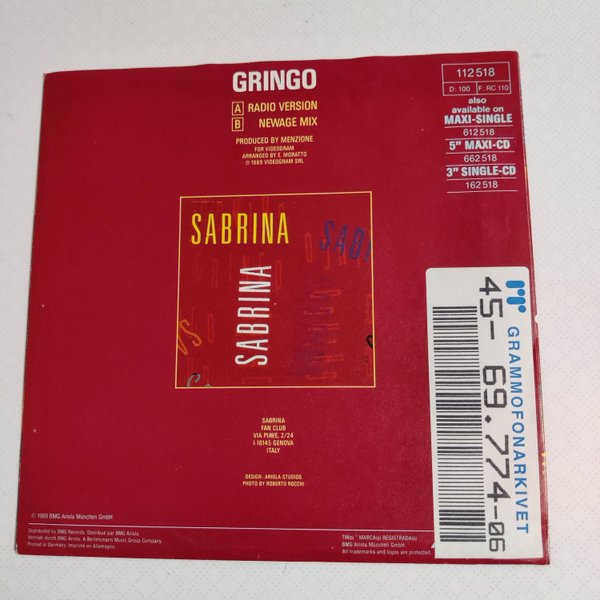 GRINGO
A RADIO VERSION
B NEWAGE MIX
PRODUCED BY MENZIONE
FOR VIDEOGRAM
ARRANGED BY E. MORATTO
℗ 1989 VIDEOGRAM SRL
112 518
D: 100 F: RC 110
also
available on
MAXI-SINGLE
612 518
5" MAXI-CD
662 518
3" SINGLE-CD
162 518
SABRINA
SABRINA
SABRINA
FAN CLUB
VIA PIAVE, 2/24
I-16145 GENOVA
ITALY
DESIGN: ARIOLA STUDIOS
PHOTO BY ROBERTO ROCCHI
GRAMMOFONARKIVET
45- 69.774-06
© 1989 BMG Ariola München GmbH
Distributed by BMG Records. Distribué par BMG Ariola.
Vertrieb durch BMG Ariola. A Bertelsmann Music Group Company.
Printed in Germany. Imprimé en Allemagne.
MARCA(s) REGISTRADA(s)
BMG Ariola München GmbH
All trademarks and logos are protected.